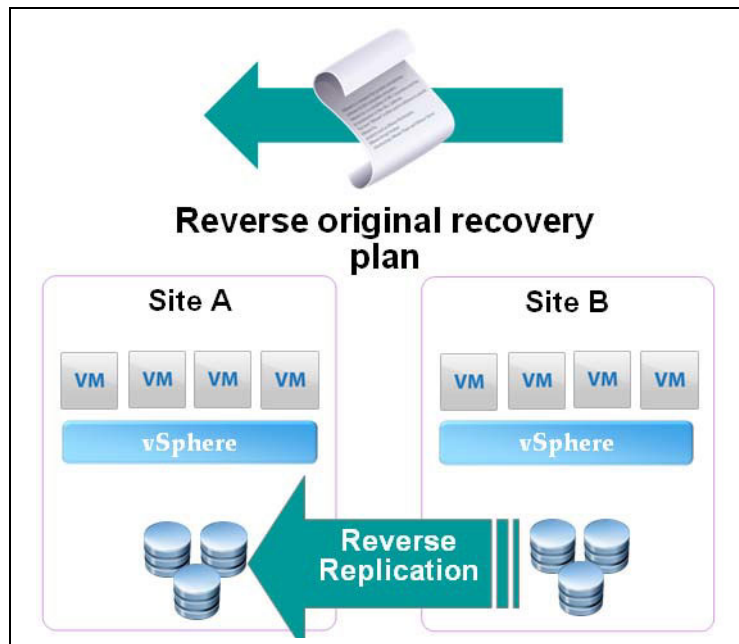 Reverse original recovery
plan
Site A
Site B
VM VM VM VM
VM VM VM VM
vSphere
vSphere
Reverse
Replication